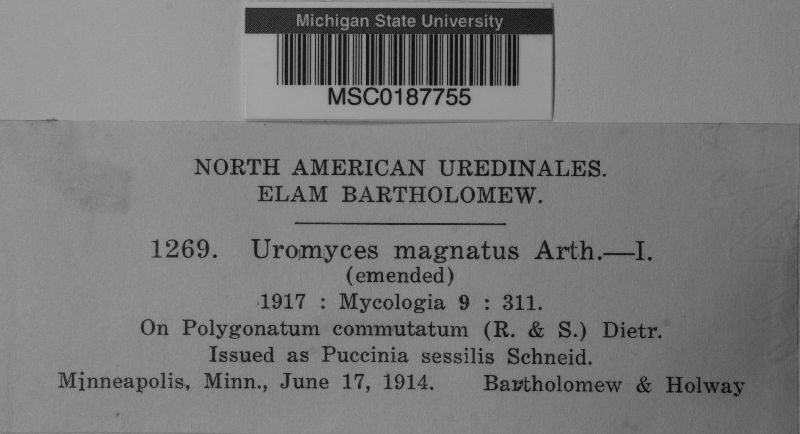 Michigan State University
MSC0187755
NORTH AMERICAN UREDINALES.
ELAM BARTHOLOMEW.
1269. Uromyces magnatus Arth.—I.
(emended)
1917 : Mycologia 9 : 311.
On Polygonatum commutatum (R. & S.) Dietr.
Issued as Puccinia sessilis Schneid.
Minneapolis, Minn., June 17, 1914. Bartholomew & Holway